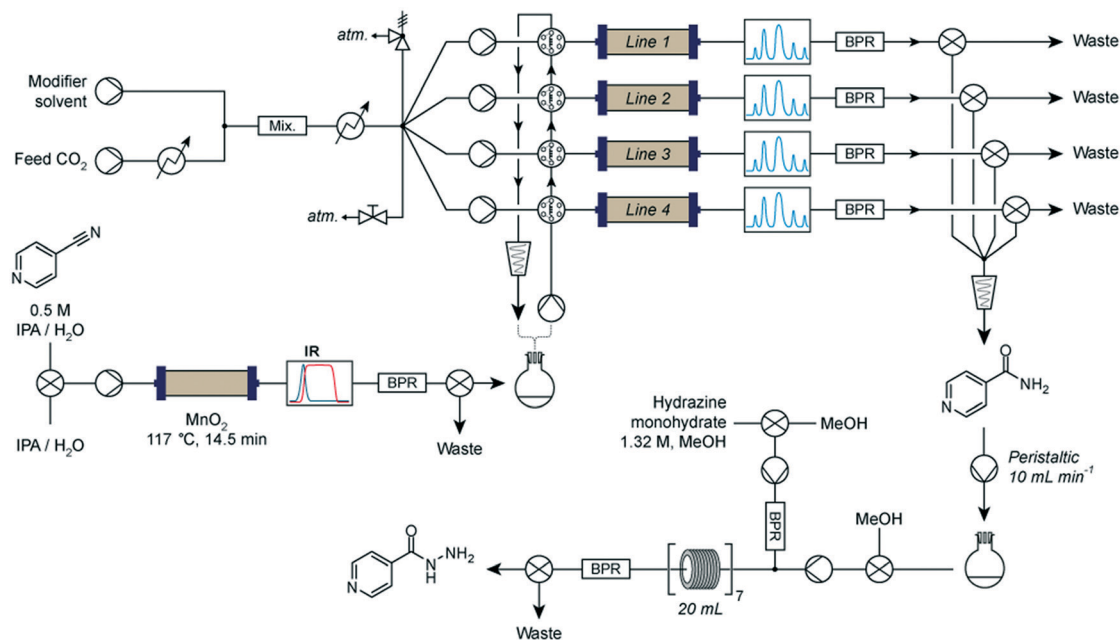 atm.
Line 1
BPR
Waste
Modifier
solvent
Line 2
BPR
Waste
Mix.
Feed CO2
Line 3
BPR
Waste
atm.
Line 4
BPR
Waste
N
N
0.5 M
IPA / H2O
IR
BPR
MnO2
117 °C, 14.5 min
IPA / H2O
Waste
O
NH2
N
Hydrazine
monohydrate
1.32 M, MeOH
MeOH
Peristaltic
10 mL min-1
BPR
MeOH
O
NH2
N
H
N
BPR
20 mL
7
Waste